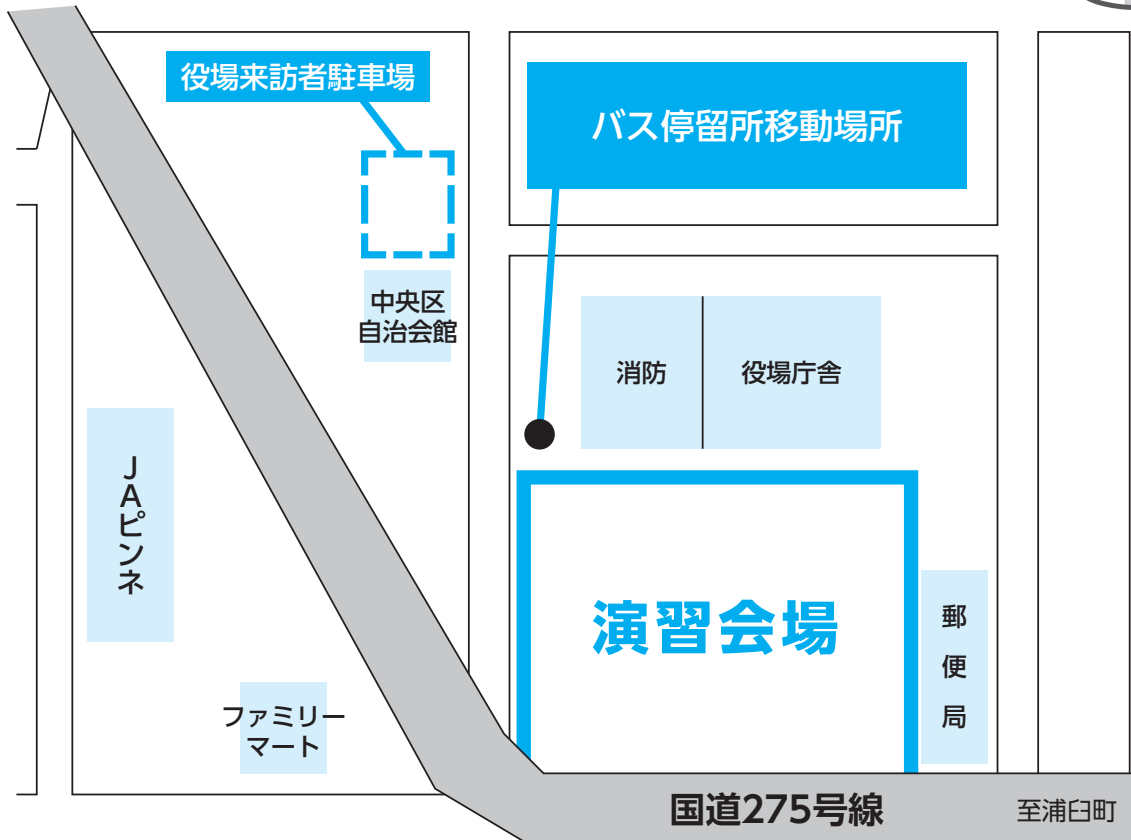 役場来訪者駐車場
バス停留所移動場所
中央区
自治会館
消防
役場庁舎
JAピンネ
演習会場
郵便局
ファミリー
マート
国道275号線
至浦臼町